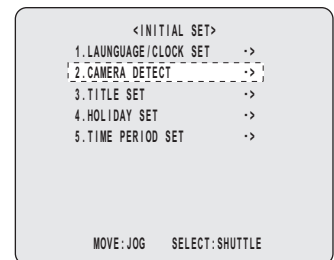 <INITIAL SET>
1.LAUNGUAGE/CLOCK SET ->
2.CAMERA DETECT ->
3.TITLE SET ->
4.HOLIDAY SET ->
5.TIME PERIOD SET ->
MOVE:JOG SELECT:SHUTTLE